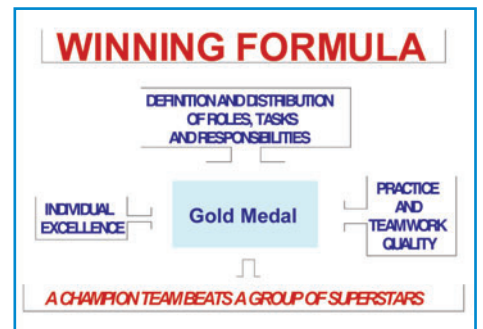 WINNING FORMULA
DEFINITION AND DISTRIBUTION
OF ROLES, TASKS
AND RESPONSIBILITIES
INDIVIDUAL
EXCELLENCE
Gold Medal
PRACTICE
AND
TEAMWORK
QUALITY
A CHAMPION TEAM BEATS A GROUP OF SUPERSTARS